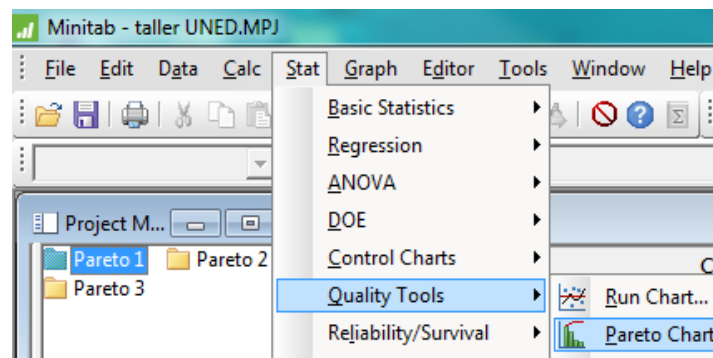 Minitab - taller UNED.MPJ
File Edit Data Calc Stat Graph Editor Tools Window Help
Basic Statistics
Regression
ANOVA
DOE
Project M...
Pareto 1 Pareto 2
Control Charts
C
Pareto 3
Quality Tools
Run Chart...
Reliability/Survival
Pareto Chart